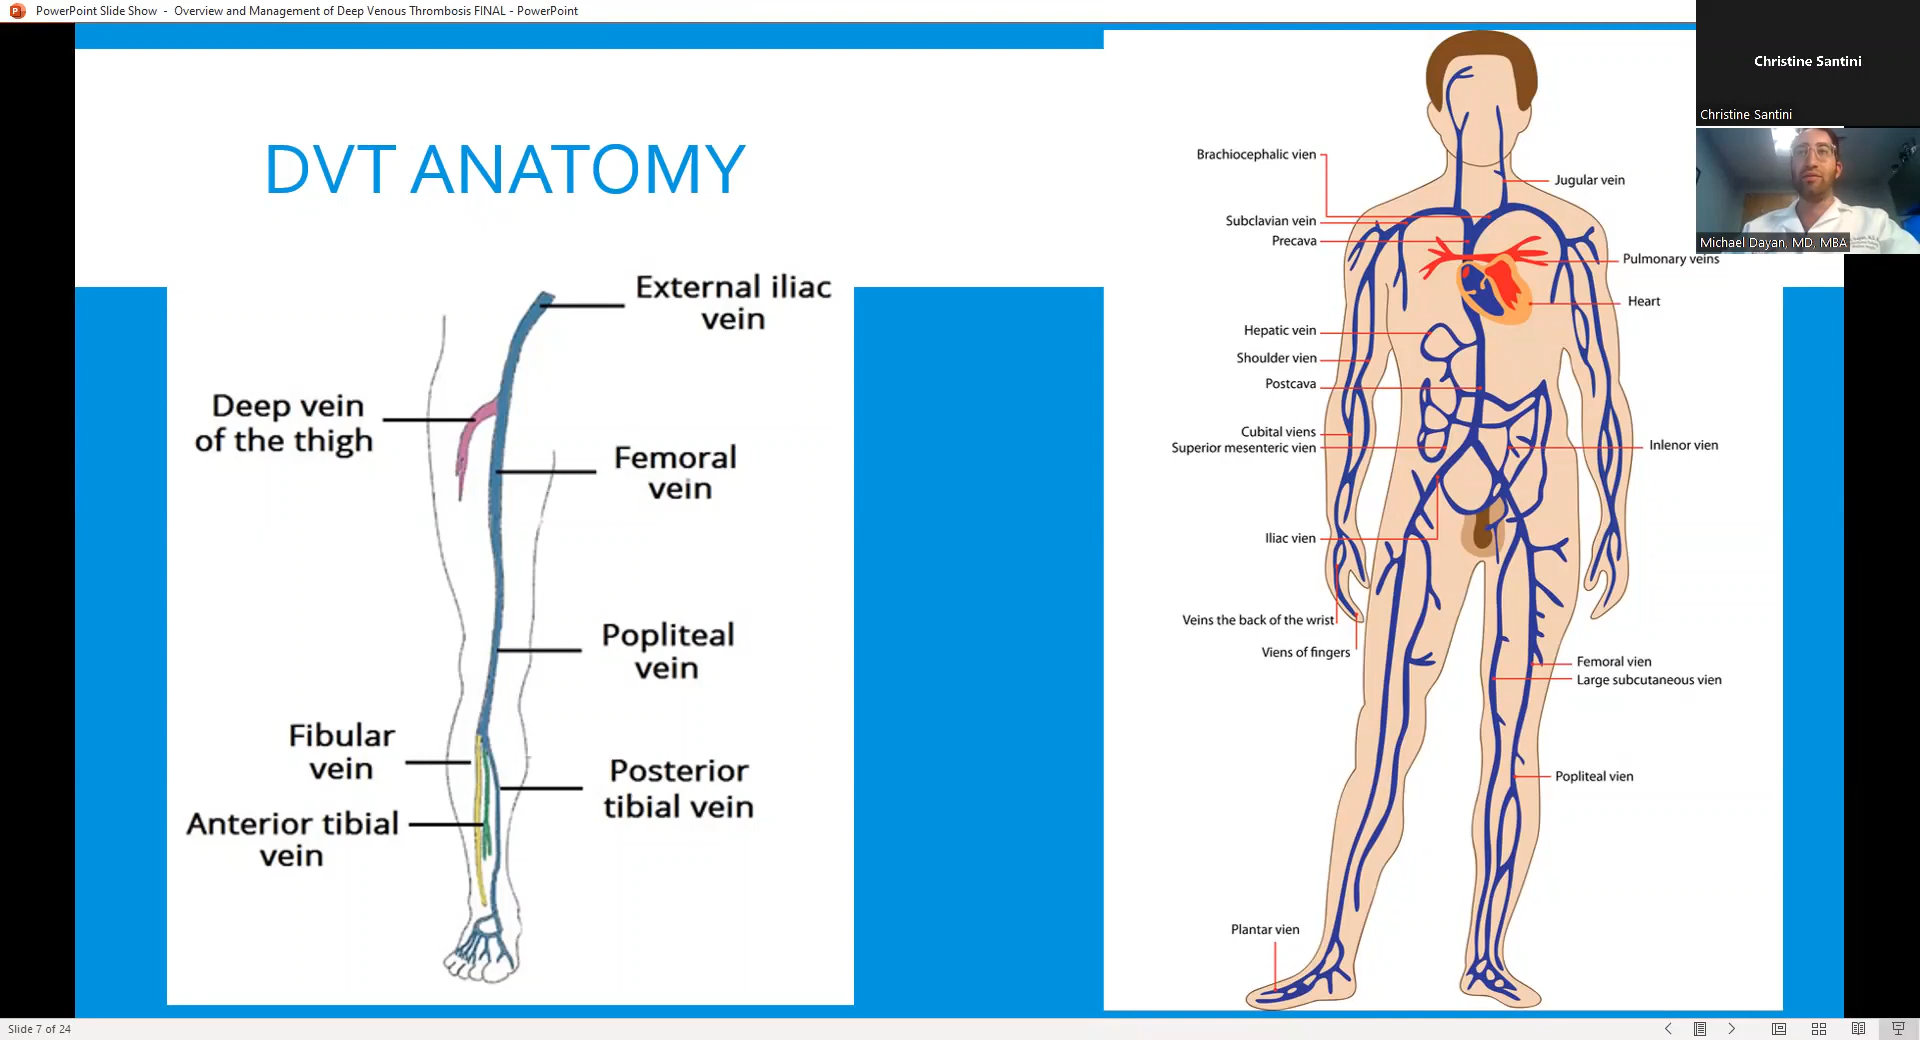 PowerPoint Slide Show - Overview and Management of Deep Venous Thrombosis FINAL - PowerPoint
DVT ANATOMY
External iliac
vein
Deep vein
of the thigh
Femoral
vein
Popliteal
vein
Fibular
vein
Posterior
tibial vein
Anterior tibial
vein
Brachiocephalic vien
Jugular vein
Subclavian vein
Precava
Pulmonary veins
Heart
Hepatic vein
Shoulder vien
Postcava
Cubital viens
Superior mesenteric vien
Inlenor vien
Iliac vien
Veins the back of the wrist
Viens of fingers
Femoral vien
Large subcutaneous vien
Popliteal vien
Plantar vien
Christine Santini
Christine Santini
Michael Dayan, MD, MBA
Slide 7 of 24